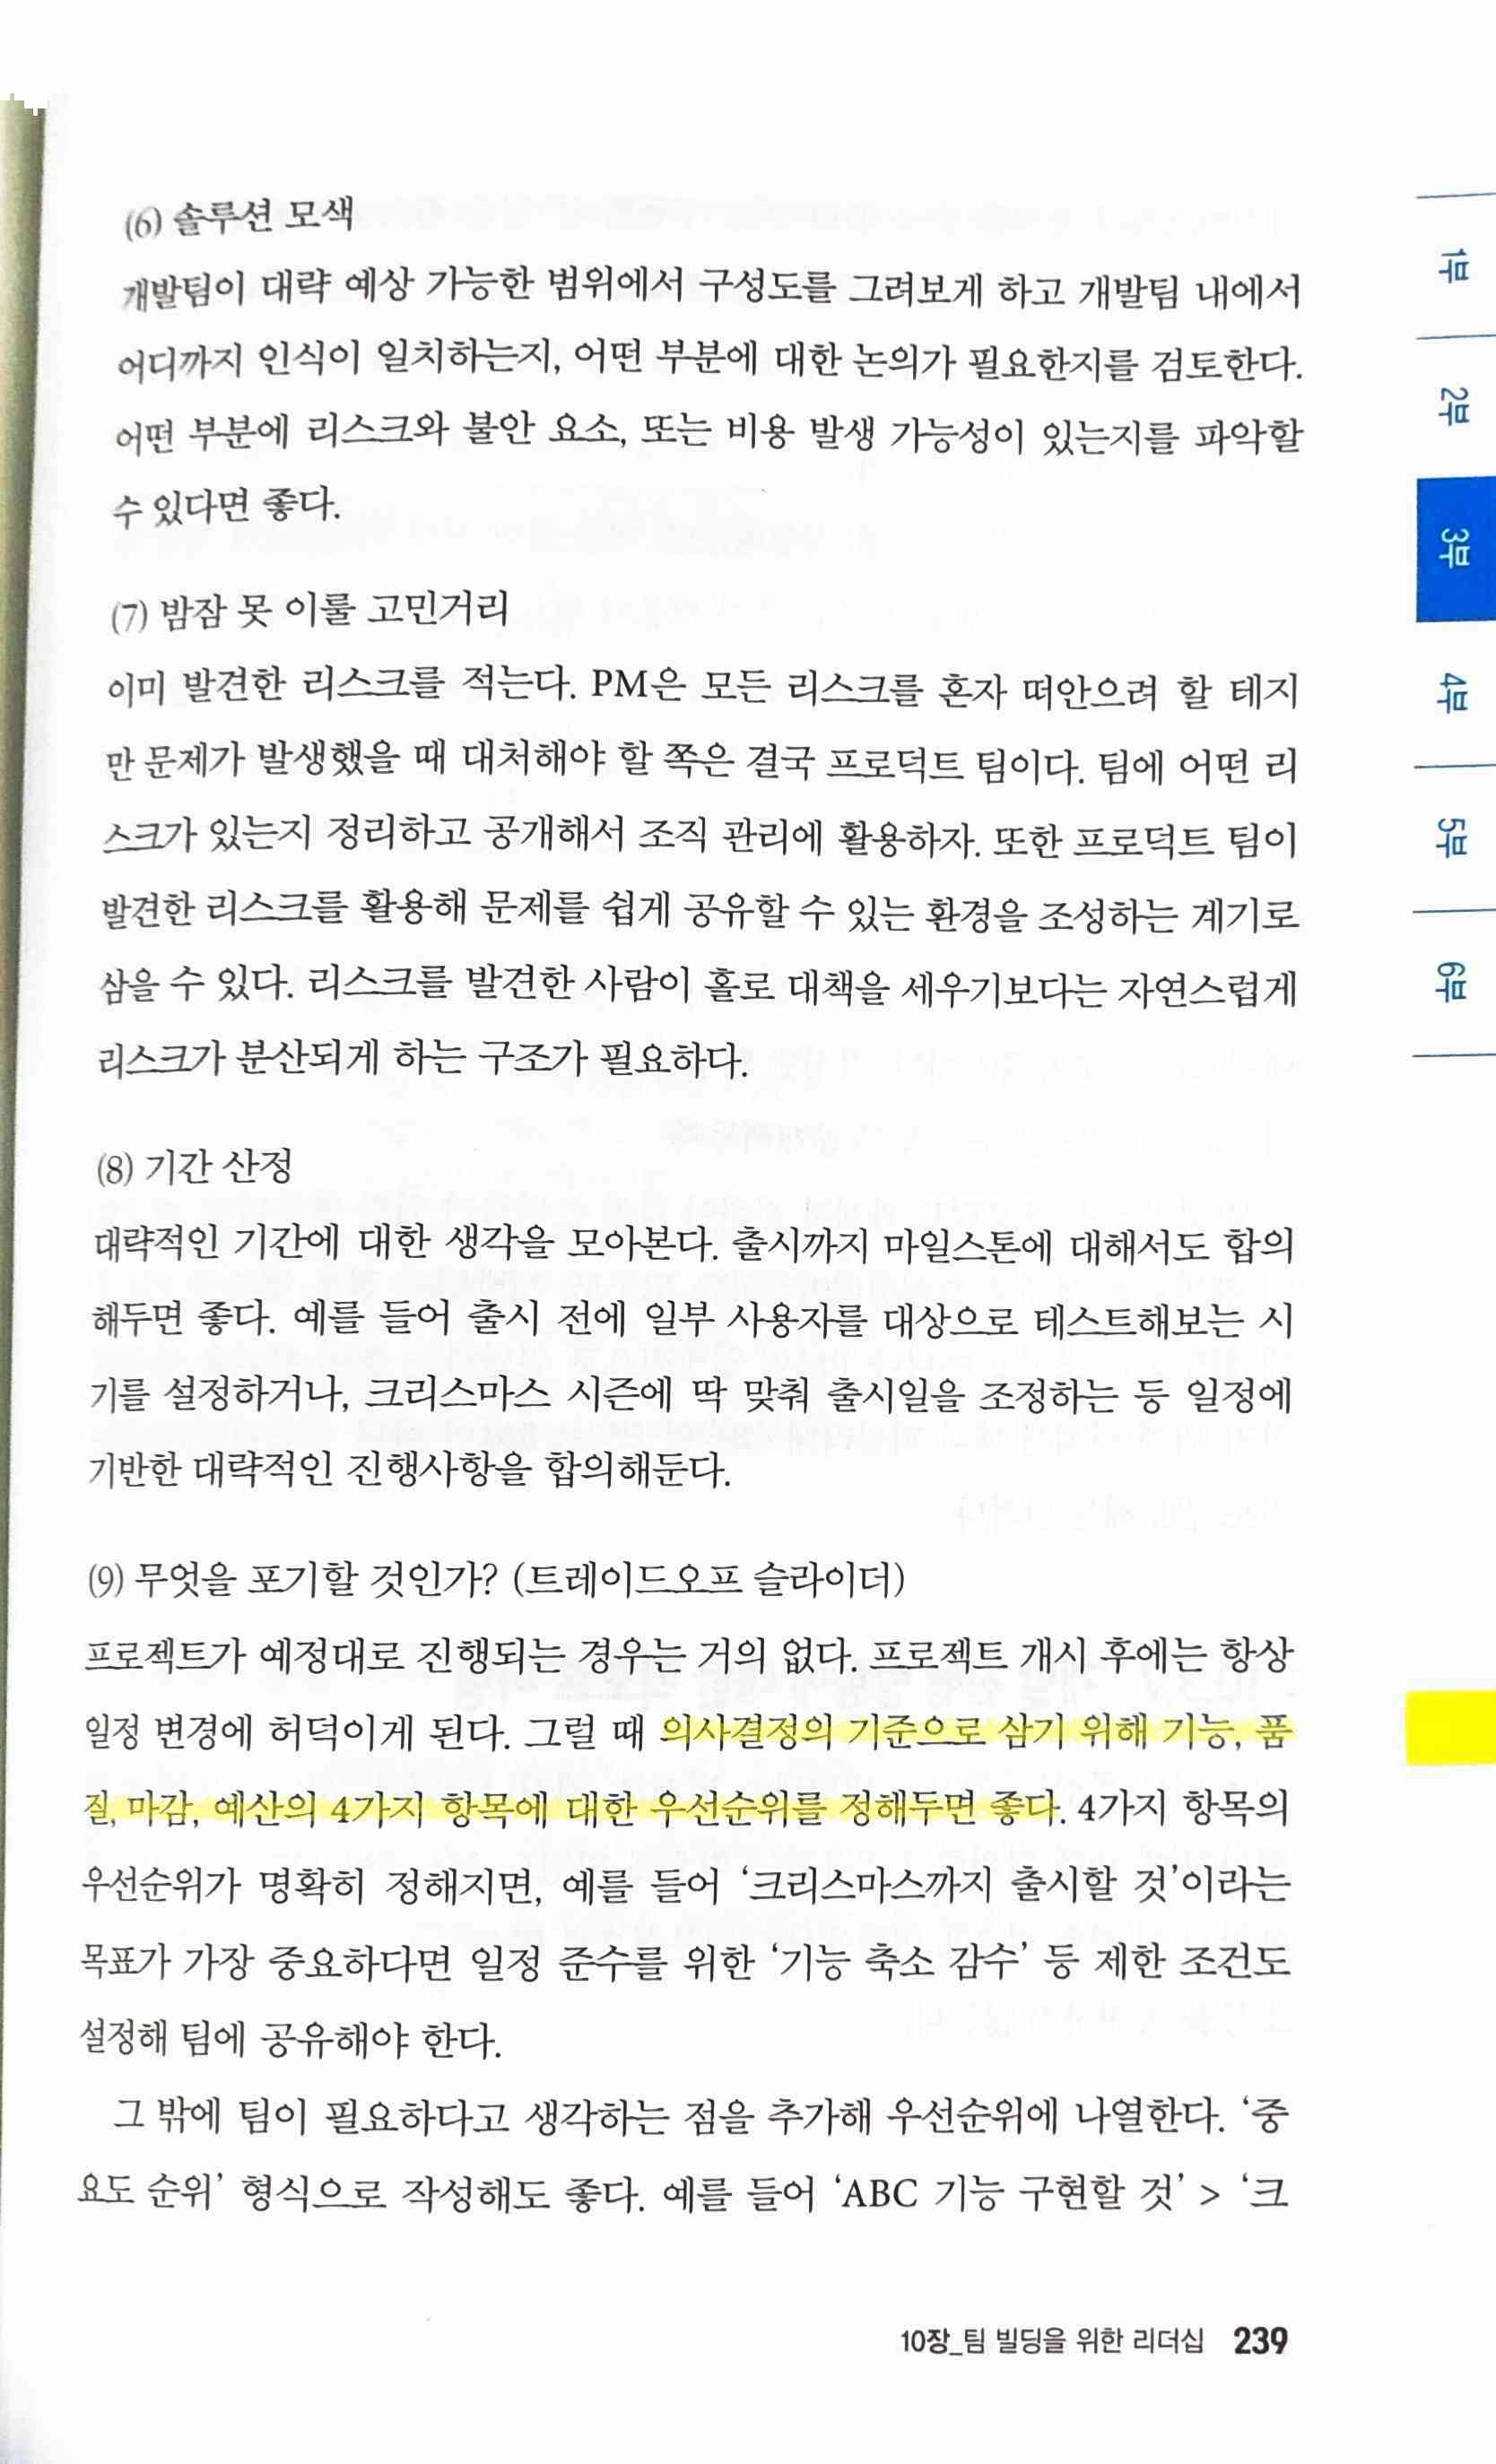 (6) 솔루션 모색
개발팀이 대략 예상 가능한 범위에서 구성도를 그려보게 하고 개발팀 내에서
어디까지 인식이 일치하는지, 어떤 부분에 대한 논의가 필요한지를 검토한다.
어떤 부분에 리스크와 불안 요소, 또는 비용 발생 가능성이 있는지를 파악할
수 있다면 좋다.
(7) 밤잠 못 이룰 고민거리
이미 발견한 리스크를 적는다. PM은 모든 리스크를 혼자 떠안으려 할 테지
만 문제가 발생했을 때 대처해야 할 쪽은 결국 프로덕트 팀이다. 팀에 어떤 리
스크가 있는지 정리하고 공개해서 조직 관리에 활용하자. 또한 프로덕트 팀이
발견한 리스크를 활용해 문제를 쉽게 공유할 수 있는 환경을 조성하는 계기로
삼을 수 있다. 리스크를 발견한 사람이 홀로 대책을 세우기보다는 자연스럽게
리스크가 분산되게 하는 구조가 필요하다.
(8) 기간 산정
대략적인 기간에 대한 생각을 모아본다. 출시까지 마일스톤에 대해서도 합의
해두면 좋다. 예를 들어 출시 전에 일부 사용자를 대상으로 테스트해보는 시
기를 설정하거나, 크리스마스 시즌에 딱 맞춰 출시일을 조정하는 등 일정에
기반한 대략적인 진행사항을 합의해둔다.
(9) 무엇을 포기할 것인가? (트레이드오프 슬라이더)
프로젝트가 예정대로 진행되는 경우는 거의 없다. 프로젝트 개시 후에는 항상
일정 변경에 허덕이게 된다. 그럴 때 의사결정의 기준으로 삼기 위해 기능, 품
질, 마감, 예산의 4가지 항목에 대한 우선순위를 정해두면 좋다. 4가지 항목의
우선순위가 명확히 정해지면, 예를 들어 ‘크리스마스까지 출시할 것’이라는
목표가 가장 중요하다면 일정 준수를 위한 ‘기능 축소 감수’ 등 제한 조건도
설정해 팀에 공유해야 한다.
그 밖에 팀이 필요하다고 생각하는 점을 추가해 우선순위에 나열한다. ‘중
요도 순위’ 형식으로 작성해도 좋다. 예를 들어 ‘ABC 기능 구현할 것’ > ‘크
10장_팀 빌딩을 위한 리더십 239
1부
2부
3부
4부
5부
6부